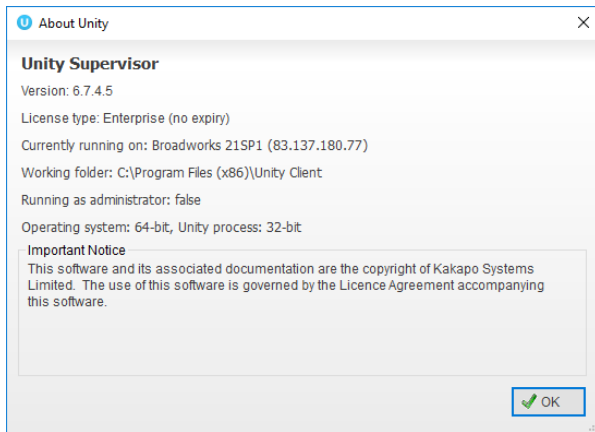 About Unity
Unity Supervisor
Version: 6.7.4.5
License type: Enterprise (no expiry)
Currently running on: Broadworks 21SP1 (83.137.180.77)
Working folder: C:\Program Files (x86)\Unity Client
Running as administrator: false
Operating system: 64-bit, Unity process: 32-bit
Important Notice
This software and its associated documentation are the copyright of Kakapo Systems
Limited. The use of this software is governed by the Licence Agreement accompanying
this software.
OK